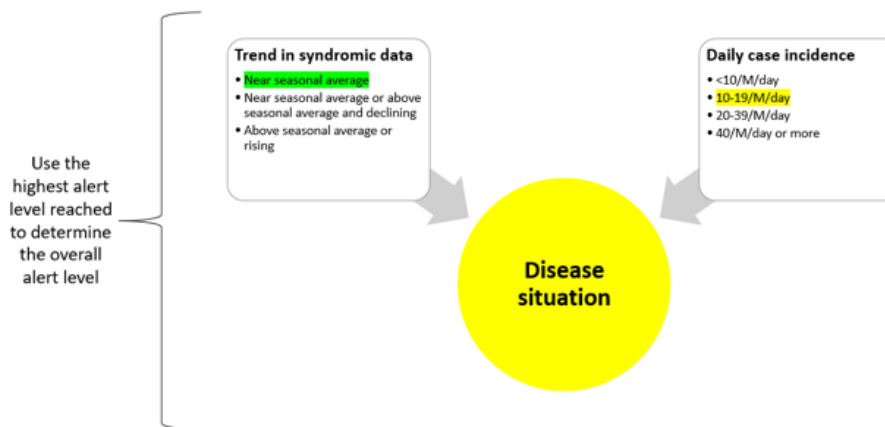 Trend in syndromic data
• Near seasonal average
• Near seasonal average or above
seasonal average and declining
• Above seasonal average or
rising
Daily case incidence
• <10/M/day
• 10-19/M/day
• 20-39/M/day
• 40/M/day or more
Use the
highest alert
level reached
to determine
the overall
alert level
Disease
situation